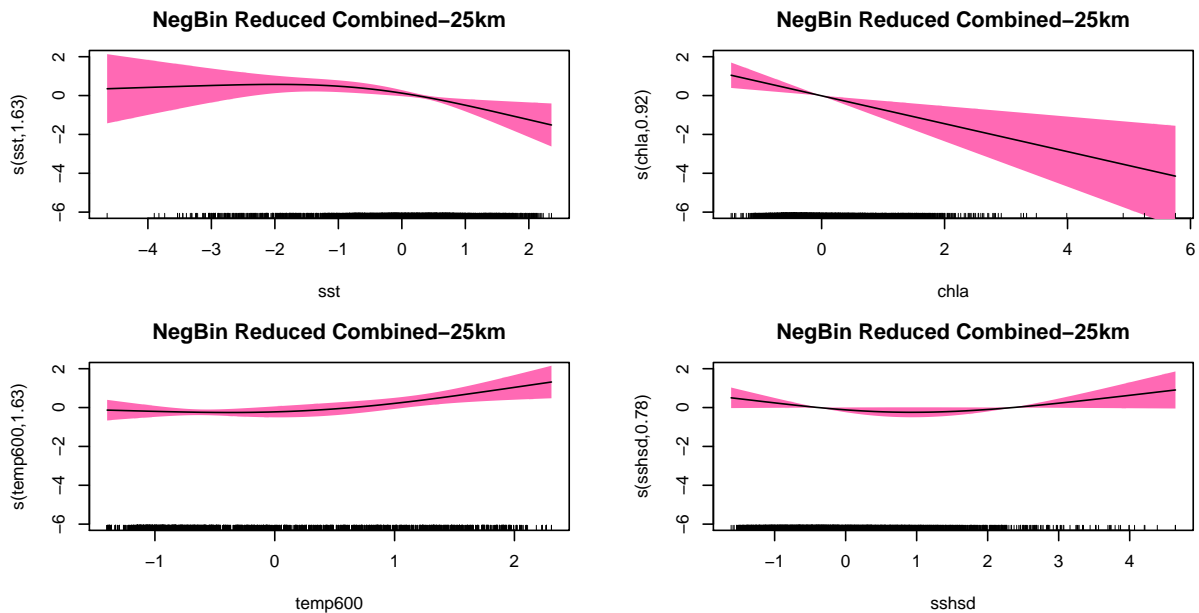 NegBin Reduced Combined−25km
s(sst,1.63)
2
0
−2
−4
−6
−4 −3 −2 −1 0 1 2
sst
NegBin Reduced Combined−25km
s(chla,0.92)
2
0
−2
−4
−6
0 2 4 6
chla
NegBin Reduced Combined−25km
s(temp600,1.63)
2
0
−2
−4
−6
−1 0 1 2
temp600
NegBin Reduced Combined−25km
s(sshsd,0.78)
2
0
−2
−4
−6
−1 0 1 2 3 4
sshsd